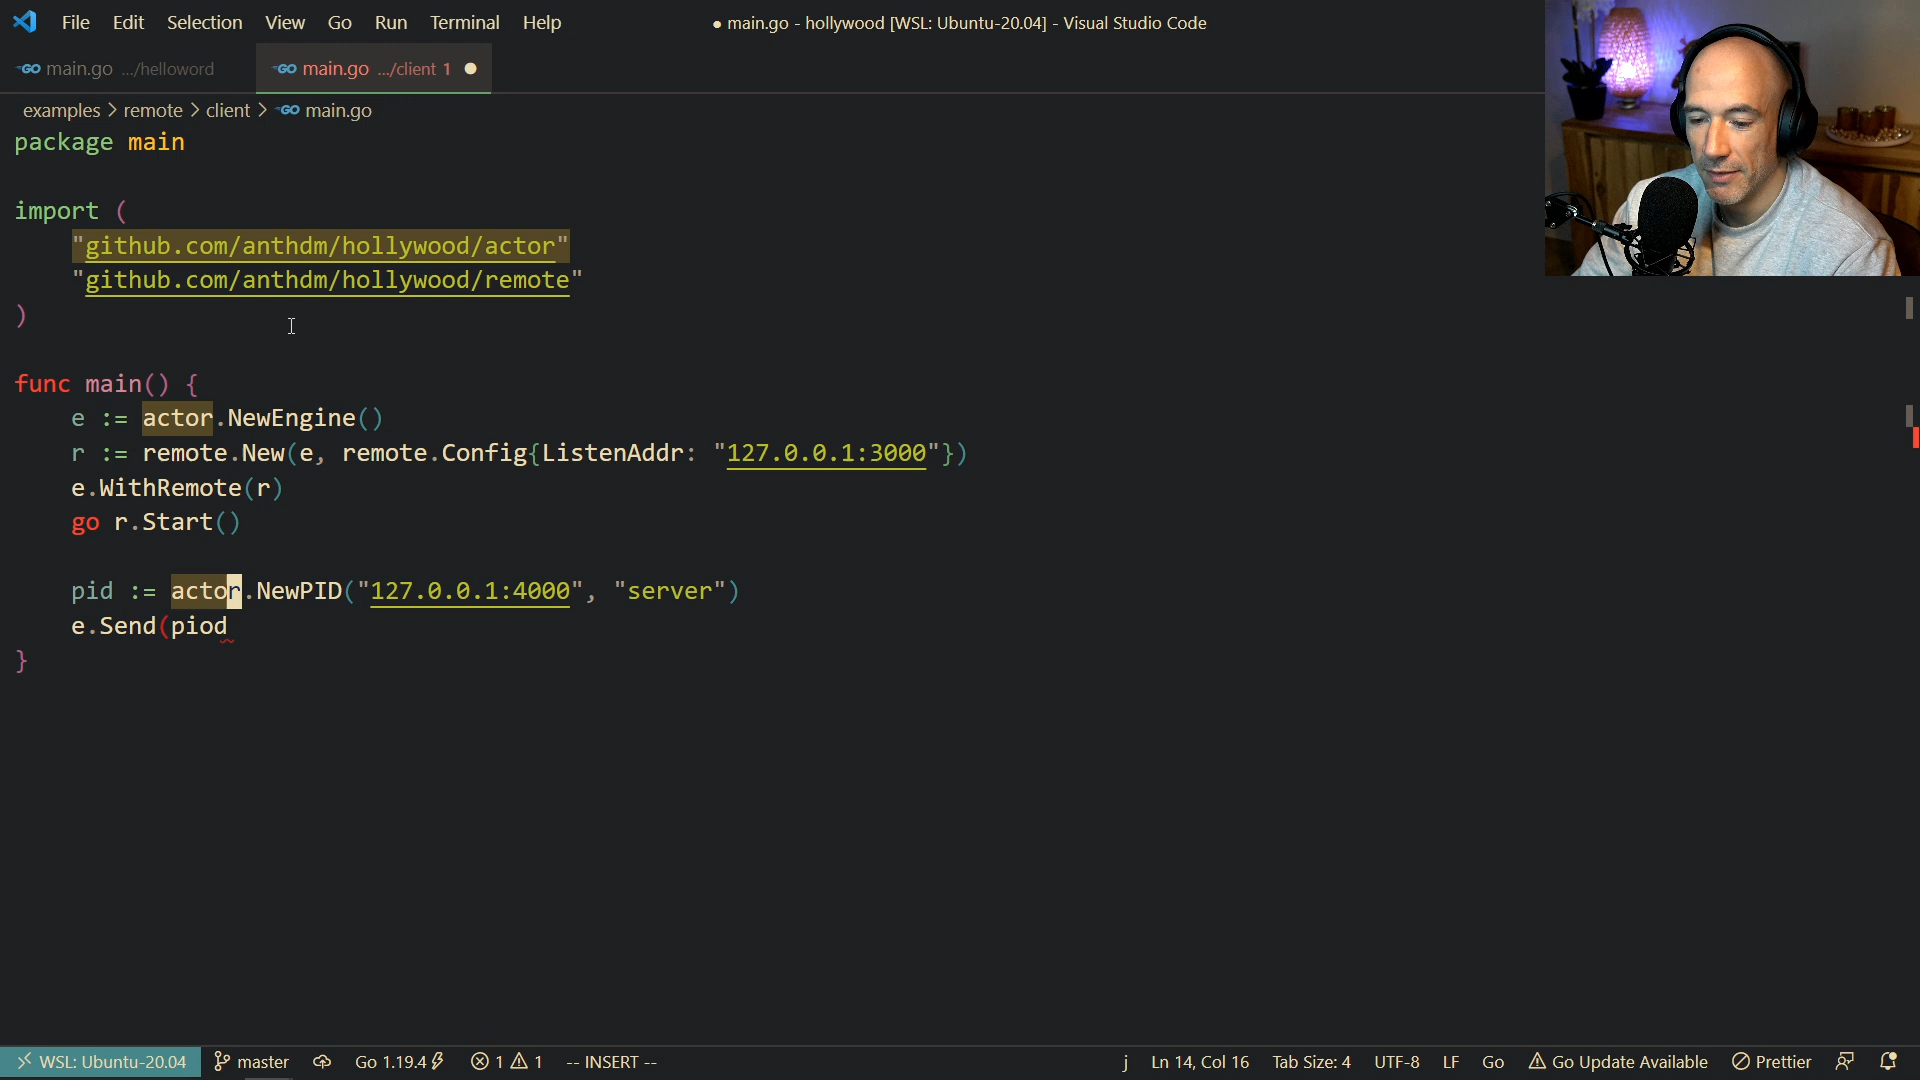 File Edit Selection View Go Run Terminal Help
● main.go - hollywood [WSL: Ubuntu-20.04] - Visual Studio Code
GO main.go .../helloword
GO main.go .../client 1 ●
examples > remote > client > GO main.go
package main
import (
"github.com/anthdm/hollywood/actor"
"github.com/anthdm/hollywood/remote"
)
func main() {
e := actor.NewEngine()
r := remote.New(e, remote.Config{ListenAddr: "127.0.0.1:3000"})
e.WithRemote(r)
go r.Start()
pid := actor.NewPID("127.0.0.1:4000", "server")
e.Send(piod
}
WSL: Ubuntu-20.04 master Go 1.19.4 1 1 -- INSERT -- j Ln 14, Col 16 Tab Size: 4 UTF-8 LF Go Go Update Available Prettier